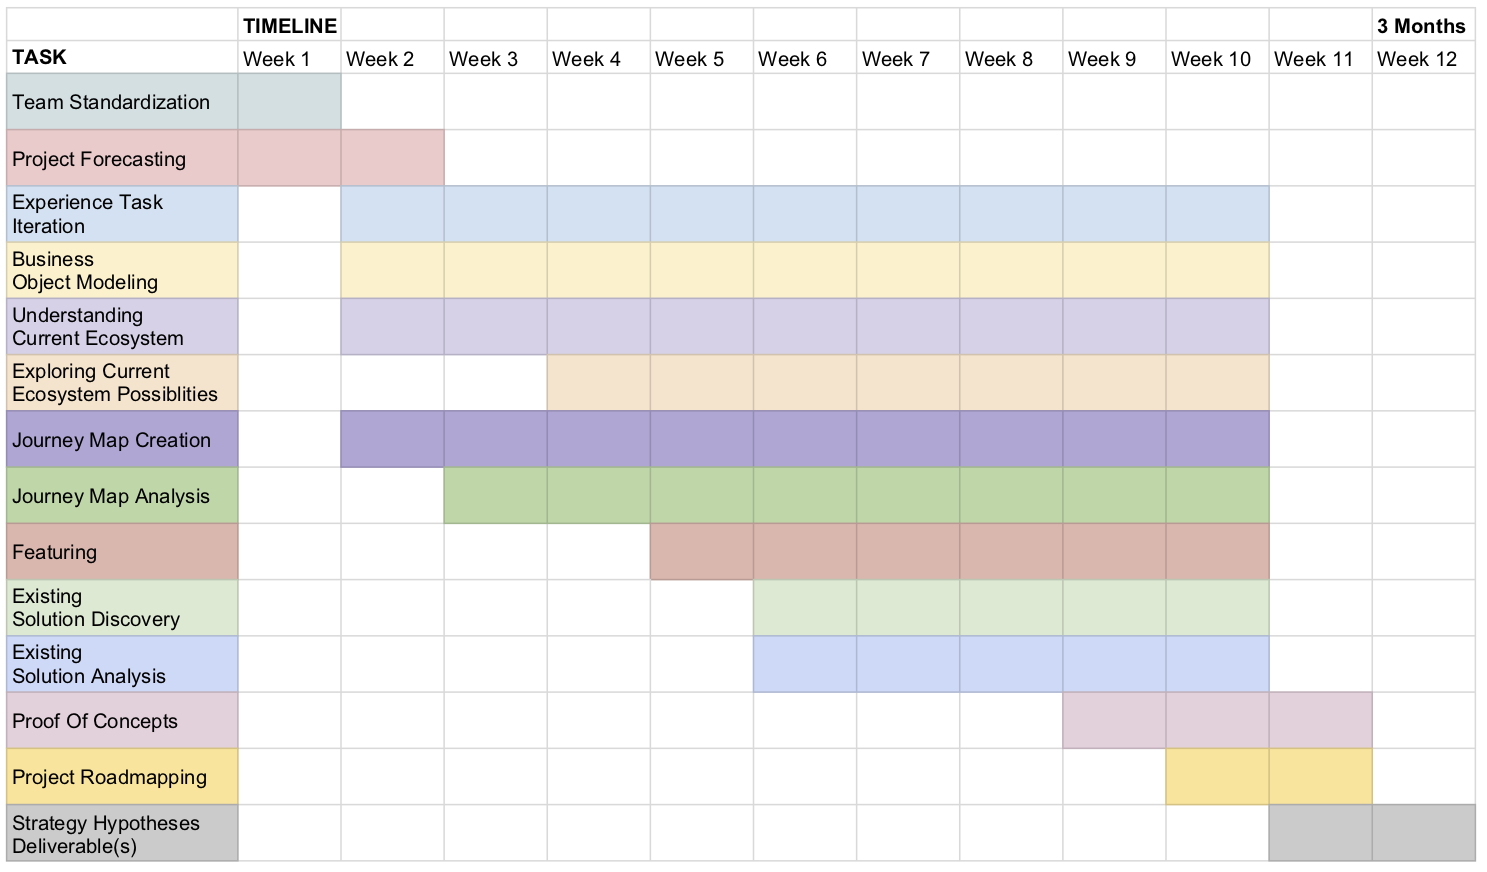 TIMELINE 3 Months
TASK Week 1 Week 2 Week 3 Week 4 Week 5 Week 6 Week 7 Week 8 Week 9 Week 10 Week 11 Week 12
Team Standardization
Project Forecasting
Experience Task
Iteration
Business
Object Modeling
Understanding
Current Ecosystem
Exploring Current
Ecosystem Possiblities
Journey Map Creation
Journey Map Analysis
Featuring
Existing
Solution Discovery
Existing
Solution Analysis
Proof Of Concepts
Project Roadmapping
Strategy Hypotheses
Deliverable(s)